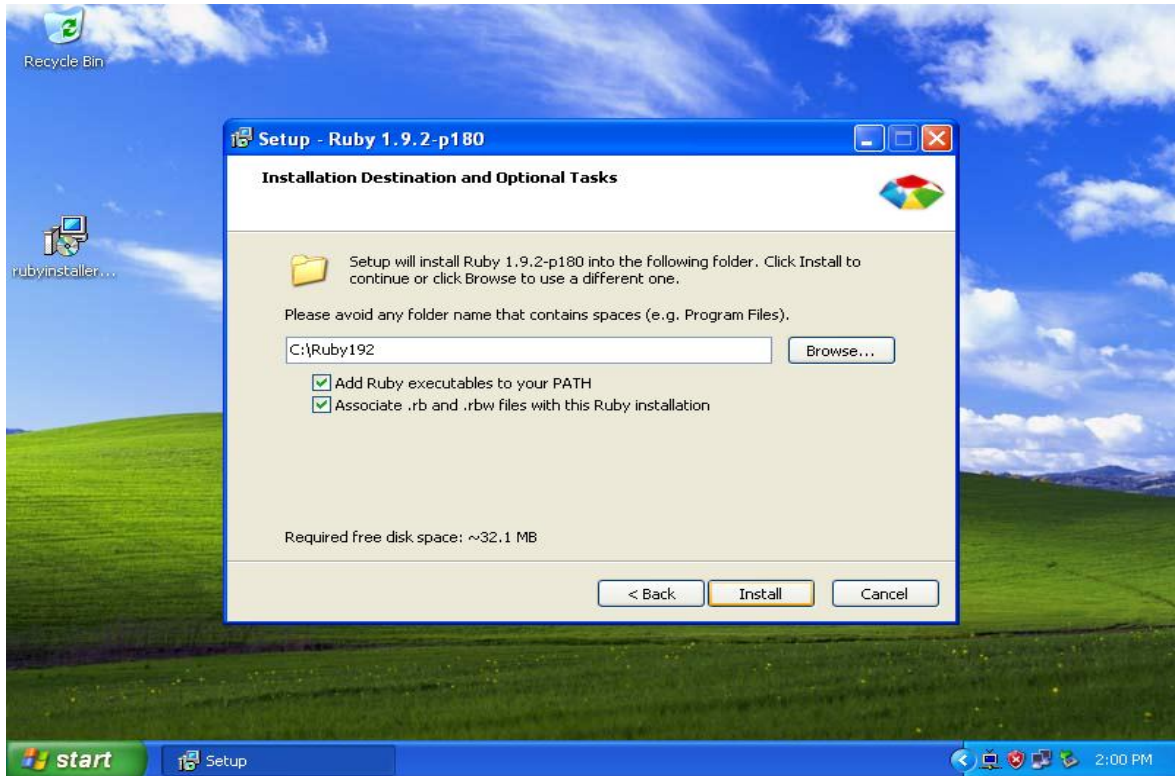 Recycle Bin
Setup - Ruby 1.9.2-p180
Installation Destination and Optional Tasks
rubyinstaller...
Setup will install Ruby 1.9.2-p180 into the following folder. Click Install to
continue or click Browse to use a different one.
Please avoid any folder name that contains spaces (e.g. Program Files).
C:\Ruby192
Browse...
Add Ruby executables to your PATH
Associate .rb and .rbw files with this Ruby installation
Required free disk space: ~32.1 MB
< Back
Install
Cancel
start
Setup
2:00 PM